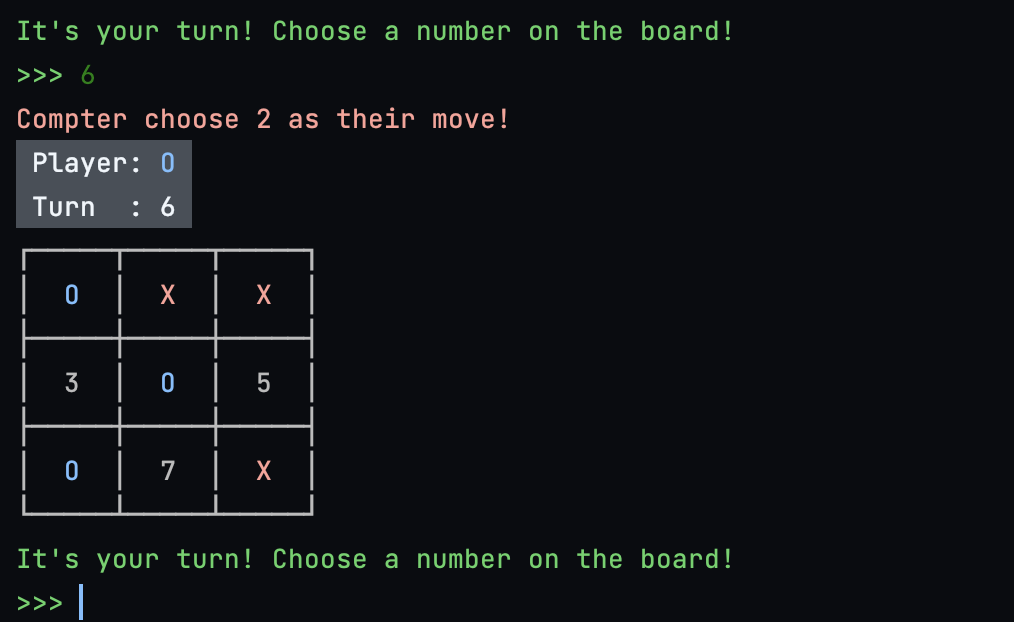 It's your turn! Choose a number on the board!
>>> 6
Compter choose 2 as their move!
Player: O
Turn  : 6
O X X
3 O 5
O 7 X
It's your turn! Choose a number on the board!
>>>